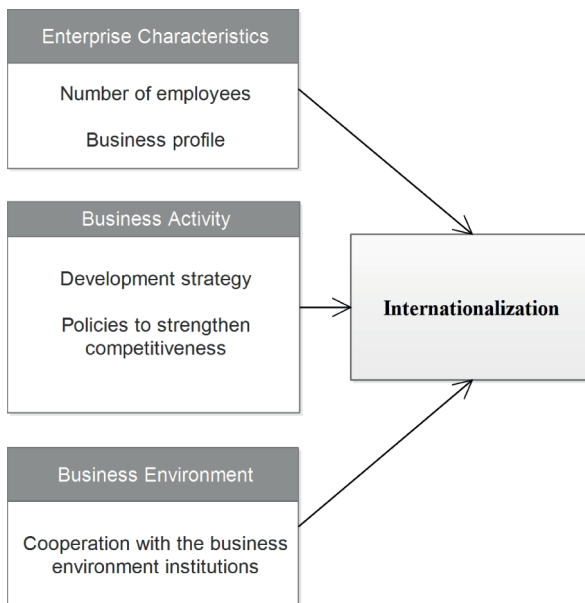 Enterprise Characteristics
Number of employees
Business profile
Business Activity
Development strategy
Policies to strengthen
competitiveness
Internationalization
Business Environment
Cooperation with the business
environment institutions